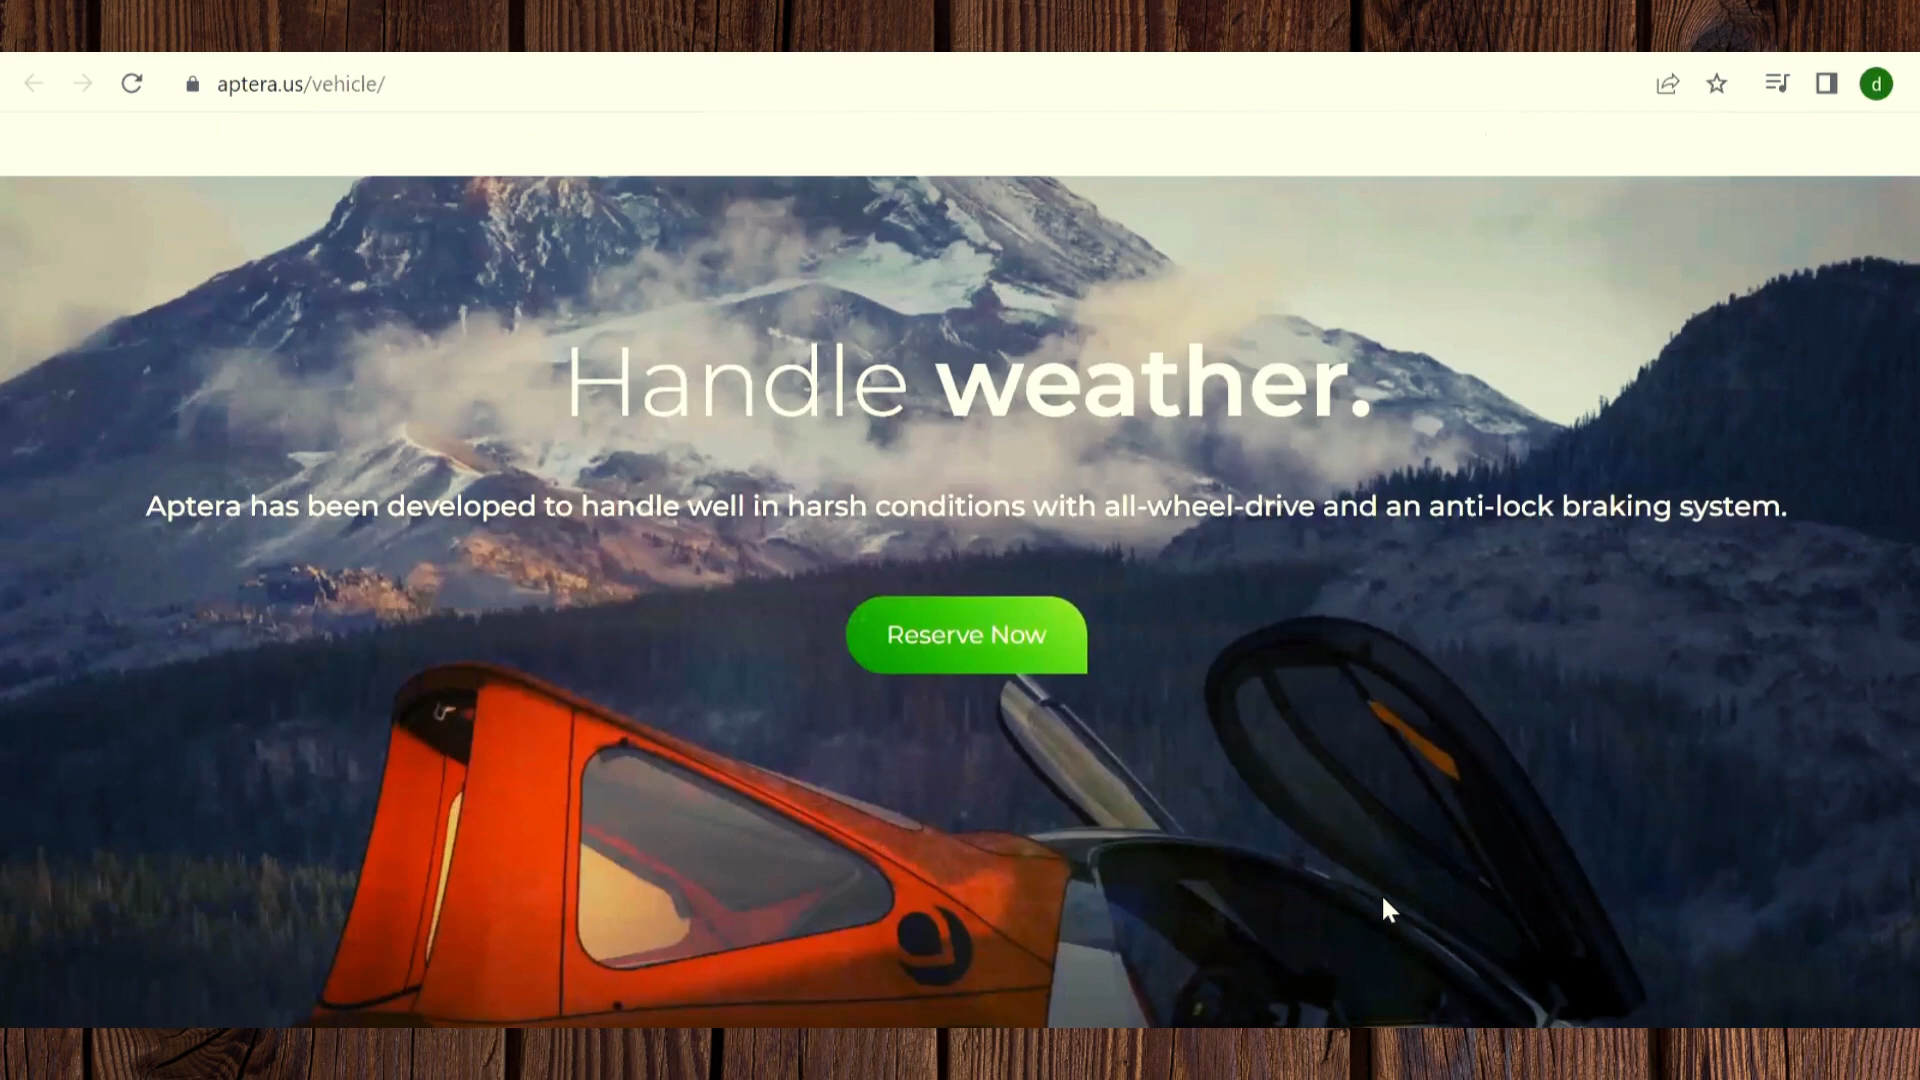 aptera.us/vehicle/
d
Handle weather.
Aptera has been developed to handle well in harsh conditions with all-wheel-drive and an anti-lock braking system.
Reserve Now